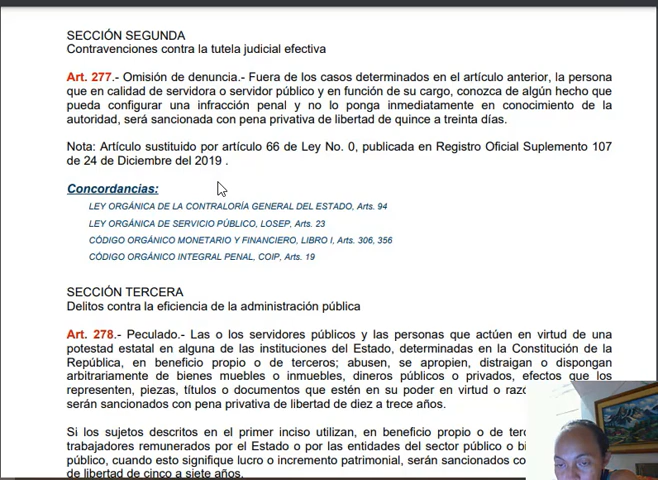 SECCIÓN SEGUNDA
Contravenciones contra la tutela judicial efectiva
Art. 277.- Omisión de denuncia.- Fuera de los casos determinados en el artículo anterior, la persona
que en calidad de servidora o servidor público y en función de su cargo, conozca de algún hecho que
pueda configurar una infracción penal y no lo ponga inmediatamente en conocimiento de la
autoridad, será sancionada con pena privativa de libertad de quince a treinta días.
Nota: Artículo sustituido por artículo 66 de Ley No. 0, publicada en Registro Oficial Suplemento 107
de 24 de Diciembre del 2019 .
Concordancias:
LEY ORGÁNICA DE LA CONTRALORÍA GENERAL DEL ESTADO, Arts. 94
LEY ORGÁNICA DE SERVICIO PÚBLICO, LOSEP, Arts. 23
CÓDIGO ORGÁNICO MONETARIO Y FINANCIERO, LIBRO I, Arts. 306, 356
CÓDIGO ORGÁNICO INTEGRAL PENAL, COIP, Arts. 19
SECCIÓN TERCERA
Delitos contra la eficiencia de la administración pública
Art. 278.- Peculado.- Las o los servidores públicos y las personas que actúen en virtud de una
potestad estatal en alguna de las instituciones del Estado, determinadas en la Constitución de la
República, en beneficio propio o de terceros; abusen, se apropien, distraigan o dispongan
arbitrariamente de bienes muebles o inmuebles, dineros públicos o privados, efectos que los
representen, piezas, títulos o documentos que estén en su poder en virtud o
serán sancionados con pena privativa de libertad de diez a trece años.
Si los sujetos descritos en el primer inciso utilizan, en beneficio propio o de
trabajadores remunerados por el Estado o por las entidades del sector público o
público, cuando esto signifique lucro o incremento patrimonial, serán sancionados
de libertad de cinco a siete años.